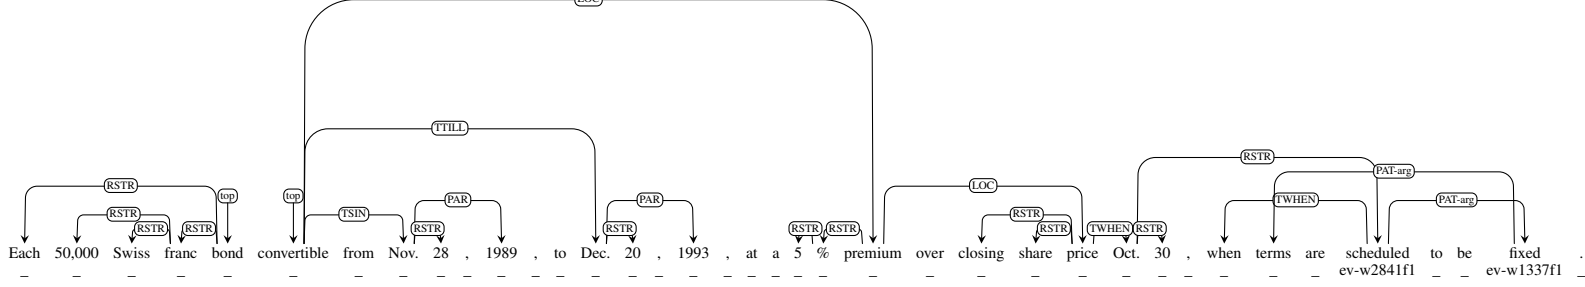 LOC
TTILL
RSTR
PAT-arg
RSTR top top LOC
PAR PAR TWHEN PAT-arg
RSTR TSIN RSTR
RSTR RSTR RSTR RSTR RSTR RSTR RSTR TWHEN RSTR
Each 50,000 Swiss franc bond convertible from Nov. 28 , 1989 , to Dec. 20 , 1993 , at a 5 % premium over closing share price Oct. 30 , when terms are scheduled to be fixed .
_ _ _ _ _ _ _ _ _ _ _ _ _ _ _ _ _ _ _ _ _ _ _ _ _ _ _ _ _ _ _ _ _ ev-w2841f1 _ _ ev-w1337f1 _